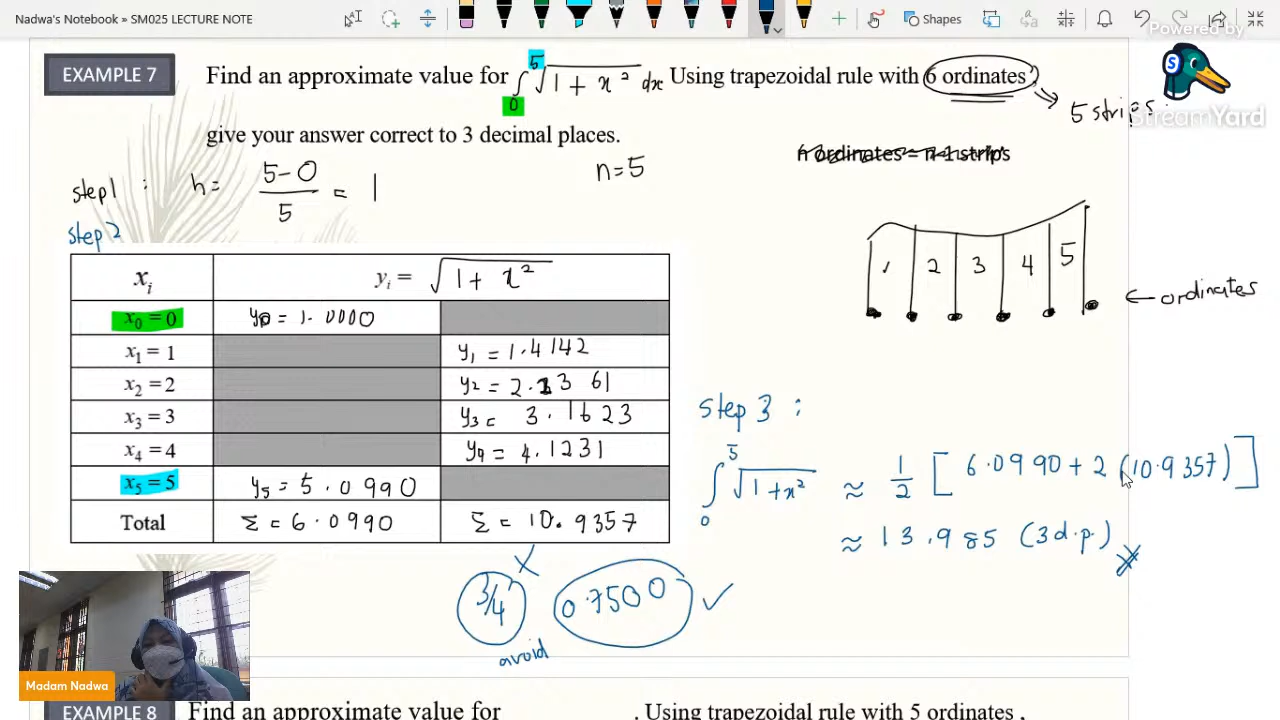 Nadwa's Notebook » SM025 LECTURE NOTE
Shapes
Powered by
StreamYard
EXAMPLE 7
Find an approximate value for ∫₀⁵ √(1 + x²) dx Using trapezoidal rule with 6 ordinates,
5 strips
give your answer correct to 3 decimal places.
n ordinates = n-1 strips
step 1 : h = (5-0)/5 = 1
n=5
step 2
xᵢ yᵢ = √(1 + x²)
x₀ = 0 y₀ = 1.0000
x₁ = 1 y₁ = 1.4142
x₂ = 2 y₂ = 2.2361
x₃ = 3 y₃ = 3.1623
x₄ = 4 y₄ = 4.1231
x₅ = 5 y₅ = 5.0990
Total Σ = 6.0990 Σ = 10.9357
1 2 3 4 5
← ordinates
step 3 :
∫₀⁵ √(1+x²) ≈ 1/2 [ 6.0990 + 2 (10.9357) ]
≈ 13.985 (3d.p.)
3/4 X
0.7500 ✓
avoid
Madam Nadwa
EXAMPLE 8
Find an approximate value for . Using trapezoidal rule with 5 ordinates ,